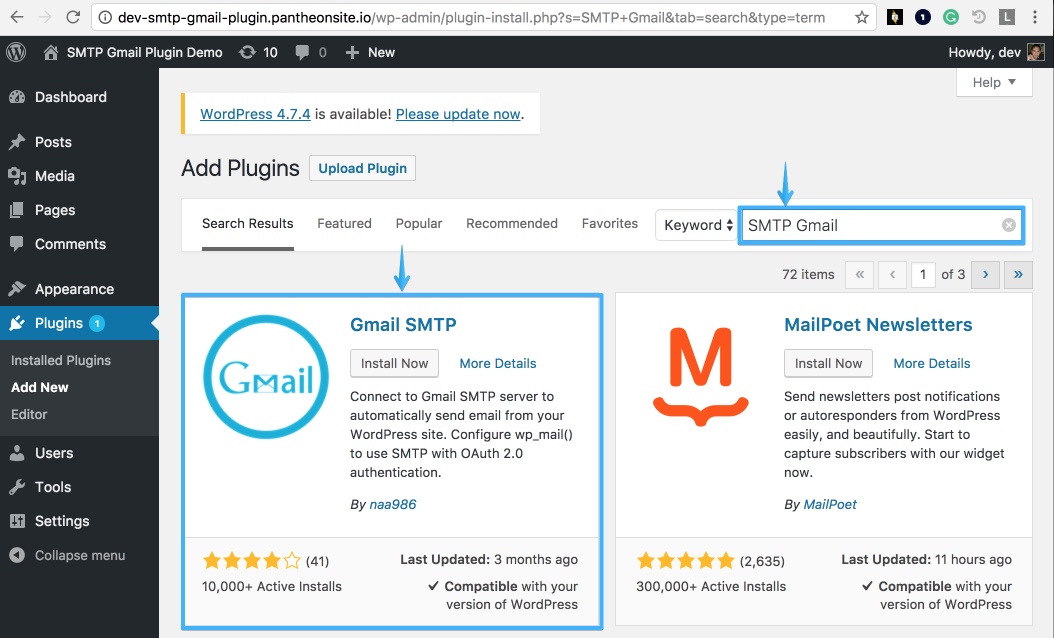 dev-smtp-gmail-plugin.pantheonsite.io/wp-admin/plugin-install.php?s=SMTP+Gmail&tab=search&type=term
1
L
SMTP Gmail Plugin Demo
10
0
New
Howdy, dev
Dashboard
Posts
Media
Pages
Comments
Appearance
Plugins 1
Installed Plugins
Add New
Editor
Users
Tools
Settings
Collapse menu
Help
WordPress 4.7.4 is available! Please update now.
Add Plugins
Upload Plugin
Search Results Featured Popular Recommended Favorites Keyword SMTP Gmail
72 items « ‹ 1 of 3 › »
Gmail
Gmail SMTP
Install Now More Details
Connect to Gmail SMTP server to
automatically send email from your
WordPress site. Configure wp_mail()
to use SMTP with OAuth 2.0
authentication.
By naa986
(41)
10,000+ Active Installs
Last Updated: 3 months ago
Compatible with your
version of WordPress
M
MailPoet Newsletters
Install Now More Details
Send newsletters post notifications
or autoresponders from WordPress
easily, and beautifully. Start to
capture subscribers with our widget
now.
By MailPoet
(2,635)
300,000+ Active Installs
Last Updated: 11 hours ago
Compatible with your
version of WordPress